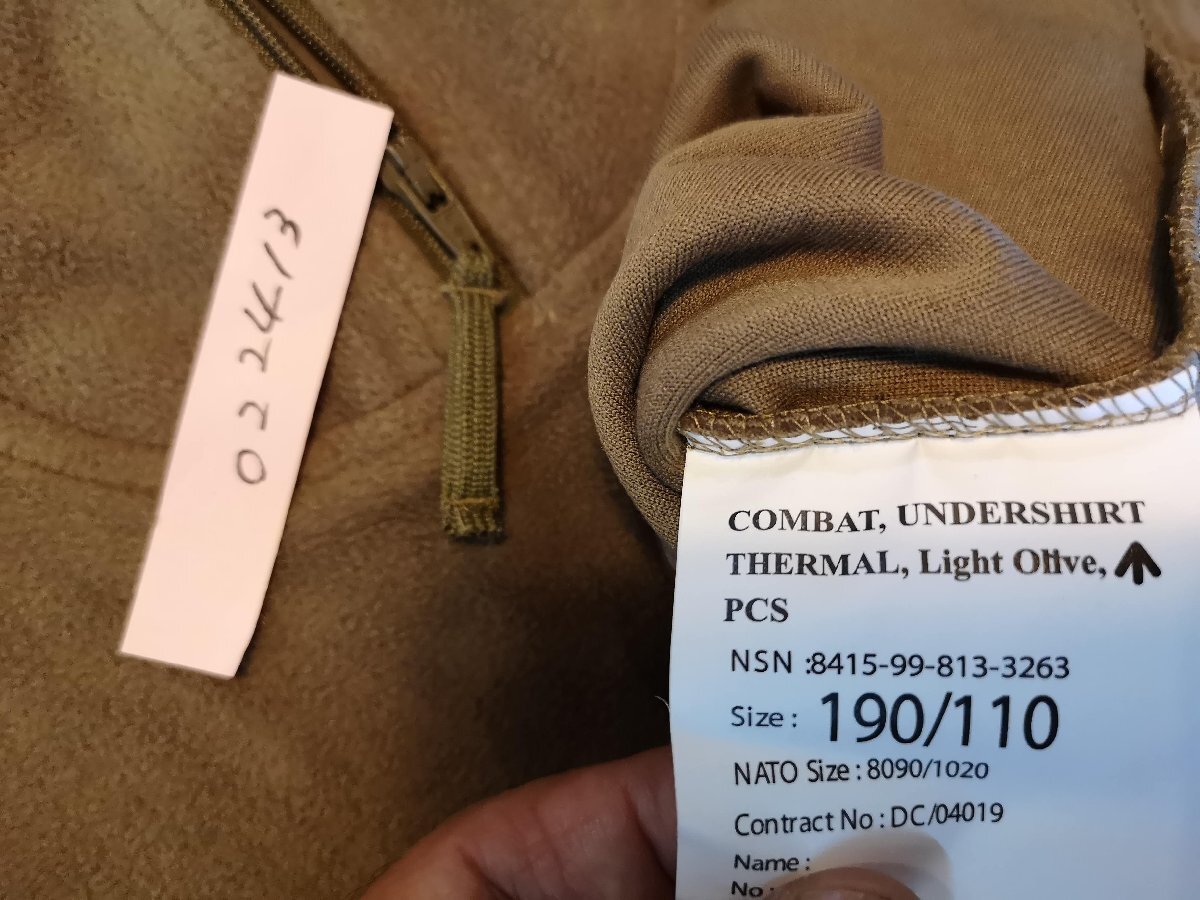 022413
COMBAT, UNDERSHIRT
THERMAL, Light Olive,
PCS
NSN :8415-99-813-3263
Size : 190/110
NATO Size : 8090/1020
Contract No : DC/04019
Name :
No :